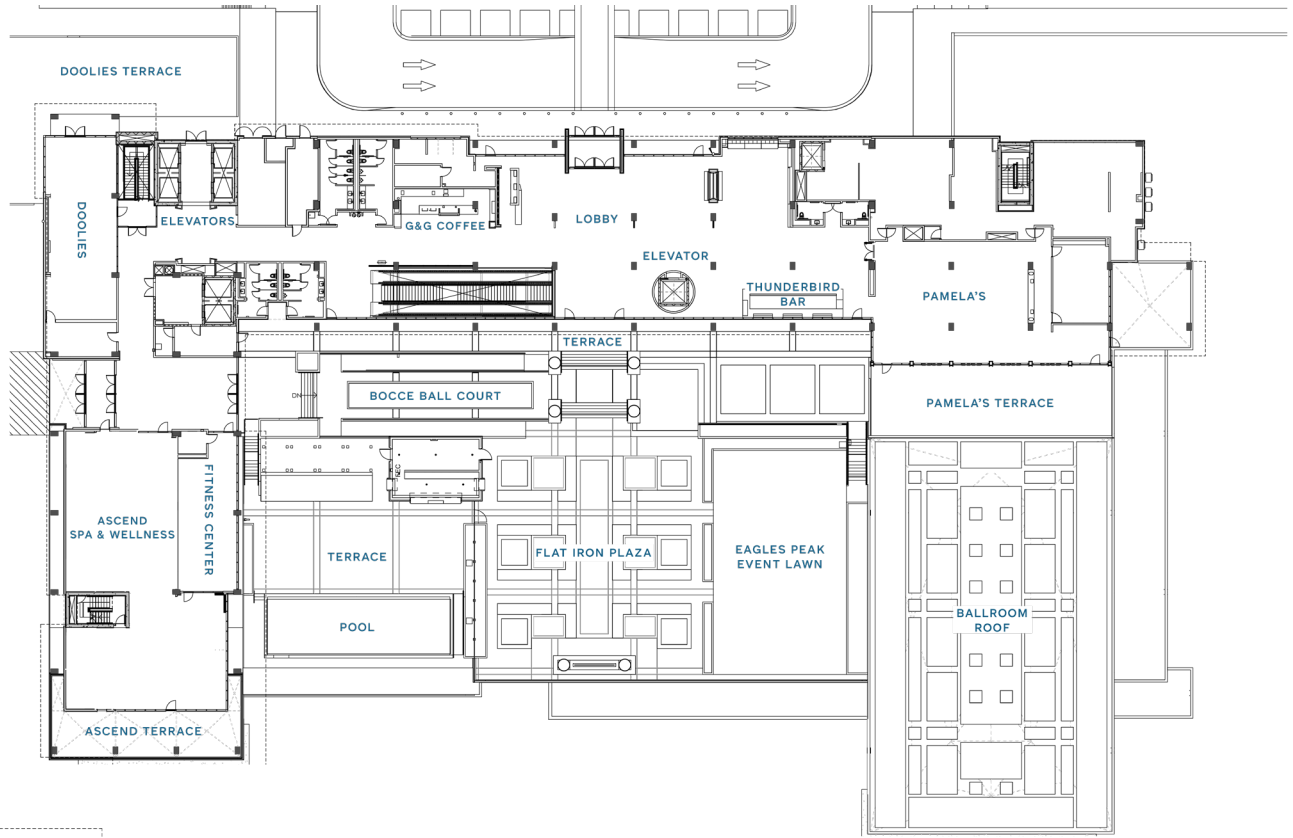 DOOLIES TERRACE
DOOLIES
ELEVATORS
G&G COFFEE
LOBBY
ELEVATOR
THUNDERBIRD
BAR
PAMELA'S
TERRACE
DN
BOCCE BALL COURT
PAMELA'S TERRACE
REC
FITNESS CENTER
ASCEND
SPA & WELLNESS
TERRACE
FLAT IRON PLAZA
EAGLES PEAK
EVENT LAWN
POOL
BALLROOM
ROOF
ASCEND TERRACE